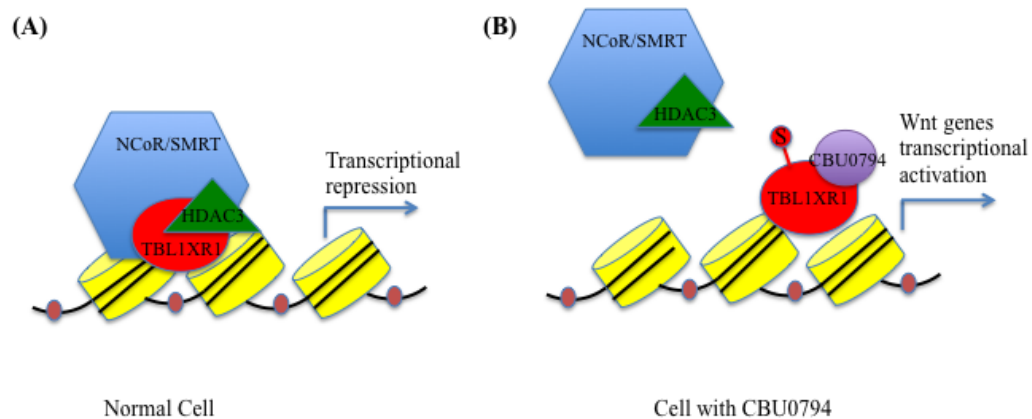 (A)
NCoR/SMRT
HDAC3
TBL1XR1
Transcriptional
repression
Normal Cell
(B)
NCoR/SMRT
HDAC3
S
CBU0794
TBL1XR1
Wnt genes
transcriptional
activation
Cell with CBU0794